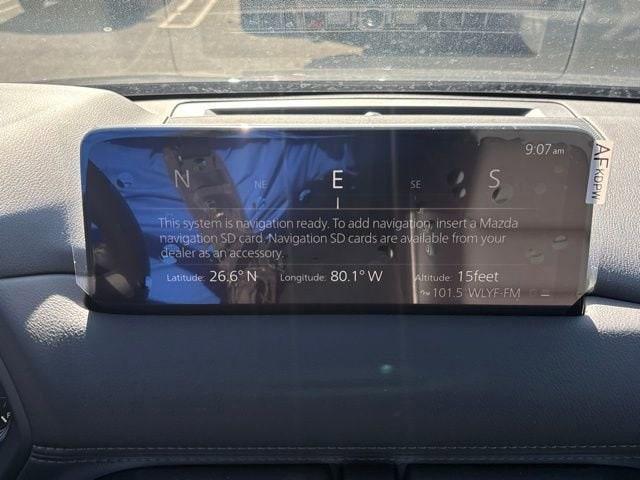 9:07 am
N NE E SE S
This system is navigation ready. To add navigation, insert a Mazda
navigation SD card. Navigation SD cards are available from your
dealer as an accessory.
Latitude: 26.6° N Longitude: 80.1° W Altitude: 15feet
101.5 WLYF-FM
AF KDPW